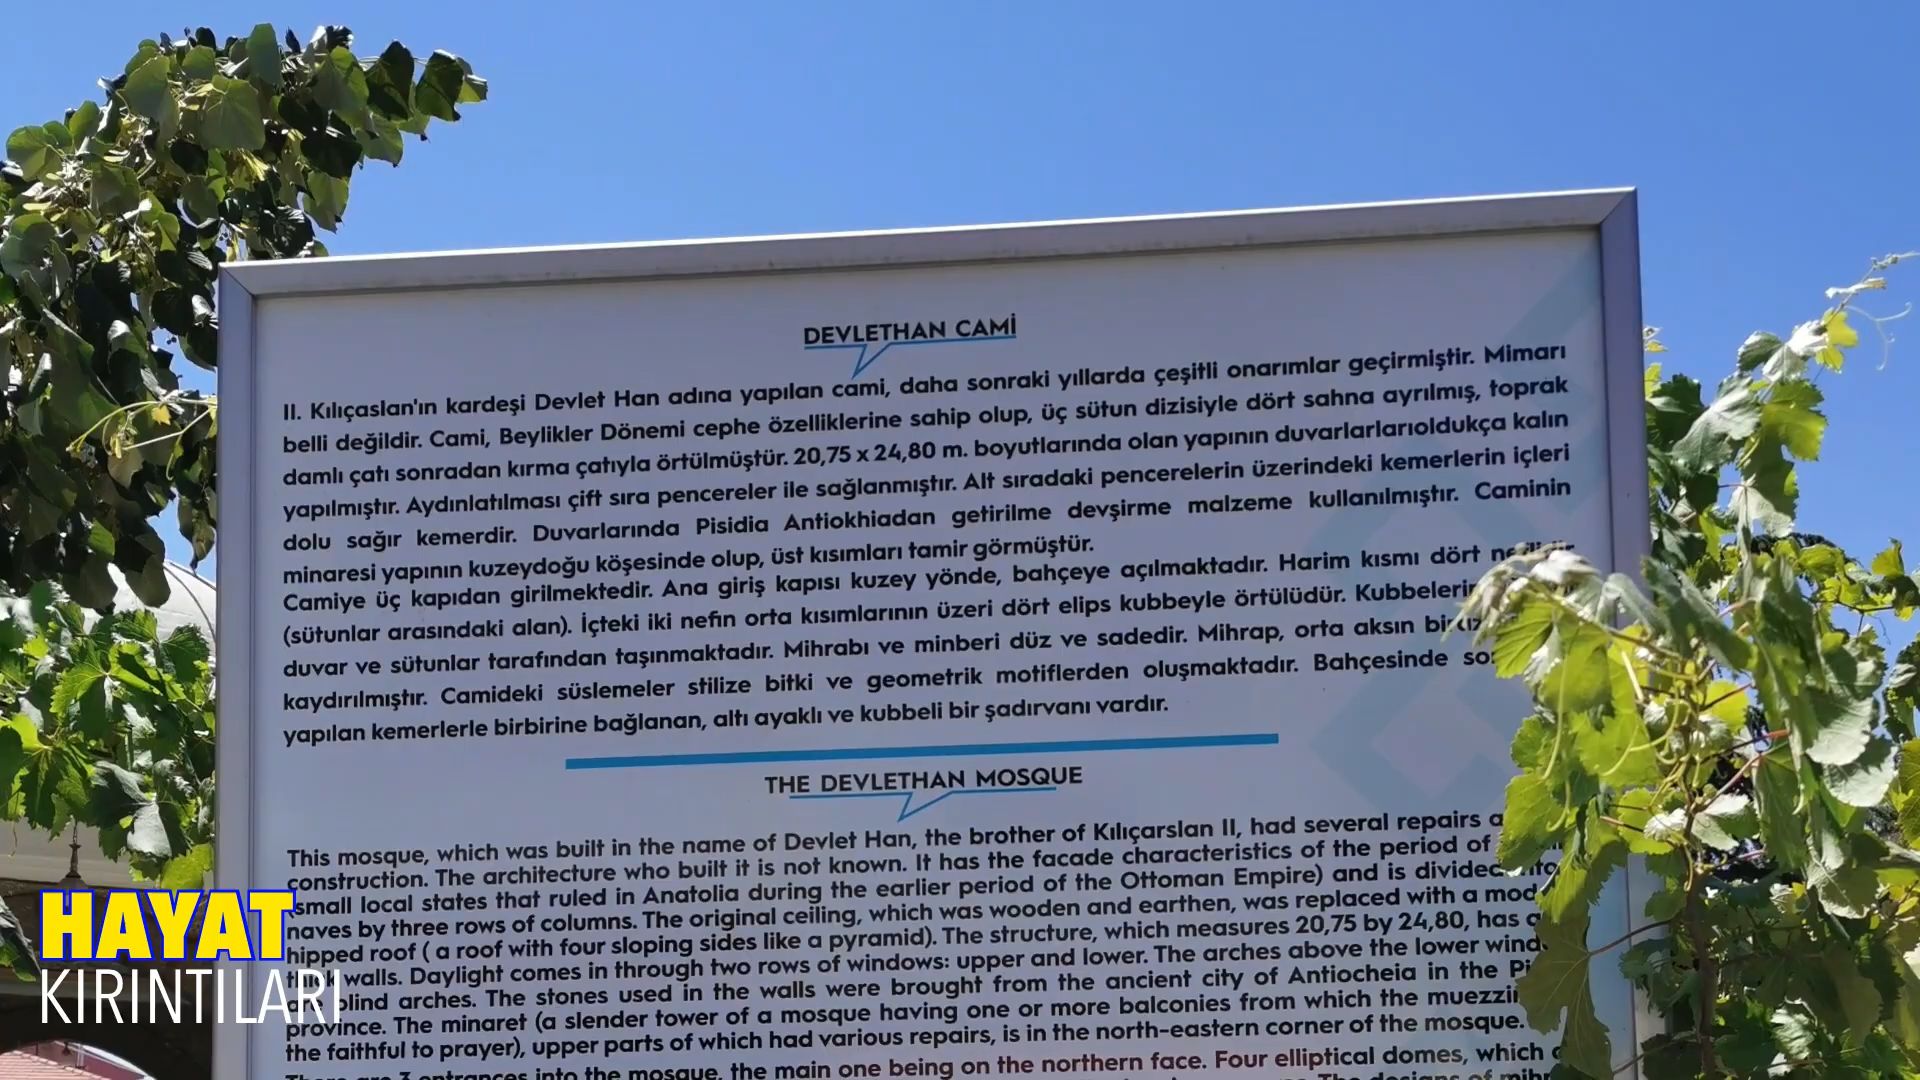 DEVLETHAN CAMİ
II. Kılıçaslan'ın kardeşi Devlet Han adına yapılan cami, daha sonraki yıllarda çeşitli onarımlar geçirmiştir. Mimarı
belli değildir. Cami, Beylikler Dönemi cephe özelliklerine sahip olup, üç sütun dizisiyle dört sahna ayrılmış, toprak
damlı çatı sonradan kırma çatıyla örtülmüştür. 20,75 x 24,80 m. boyutlarında olan yapının duvarlarlarıoldukça kalın
yapılmıştır. Aydınlatılması çift sıra pencereler ile sağlanmıştır. Alt sıradaki pencerelerin üzerindeki kemerlerin içleri
dolu sağır kemerdir. Duvarlarında Pisidia Antiokhiadan getirilme devşirme malzeme kullanılmıştır. Caminin
minaresi yapının kuzeydoğu köşesinde olup, üst kısımları tamir görmüştür.
Camiye üç kapıdan girilmektedir. Ana giriş kapısı kuzey yönde, bahçeye açılmaktadır. Harim kısmı dört
(sütunlar arasındaki alan). İçteki iki nefin orta kısımlarının üzeri dört elips kubbeyle örtülüdür. Kubbelerin
duvar ve sütunlar tarafından taşınmaktadır. Mihrabı ve minberi düz ve sadedir. Mihrap, orta aksın
kaydırılmıştır. Camideki süslemeler stilize bitki ve geometrik motiflerden oluşmaktadır. Bahçesinde
yapılan kemerlerle birbirine bağlanan, altı ayaklı ve kubbeli bir şadırvanı vardır.
THE DEVLETHAN MOSQUE
This mosque, which was built in the name of Devlet Han, the brother of Kılıçarslan II, had several repairs
construction. The architecture who built it is not known. It has the facade characteristics of the period of
small local states that ruled in Anatolia during the earlier period of the Ottoman Empire) and is divided into
naves by three rows of columns. The original ceiling, which was wooden and earthen, was replaced with a
hipped roof ( a roof with four sloping sides like a pyramid). The structure, which measures 20,75 by 24,80, has
thick walls. Daylight comes in through two rows of windows: upper and lower. The arches above the lower
blind arches. The stones used in the walls were brought from the ancient city of Antiocheia in the
province. The minaret (a slender tower of a mosque having one or more balconies from which the
the faithful to prayer), upper parts of which had various repairs, is in the north-eastern corner of the mosque.
There are 3 entrances into the mosque, the main one being on the northern face. Four elliptical domes, which
HAYAT
KIRINTILARI